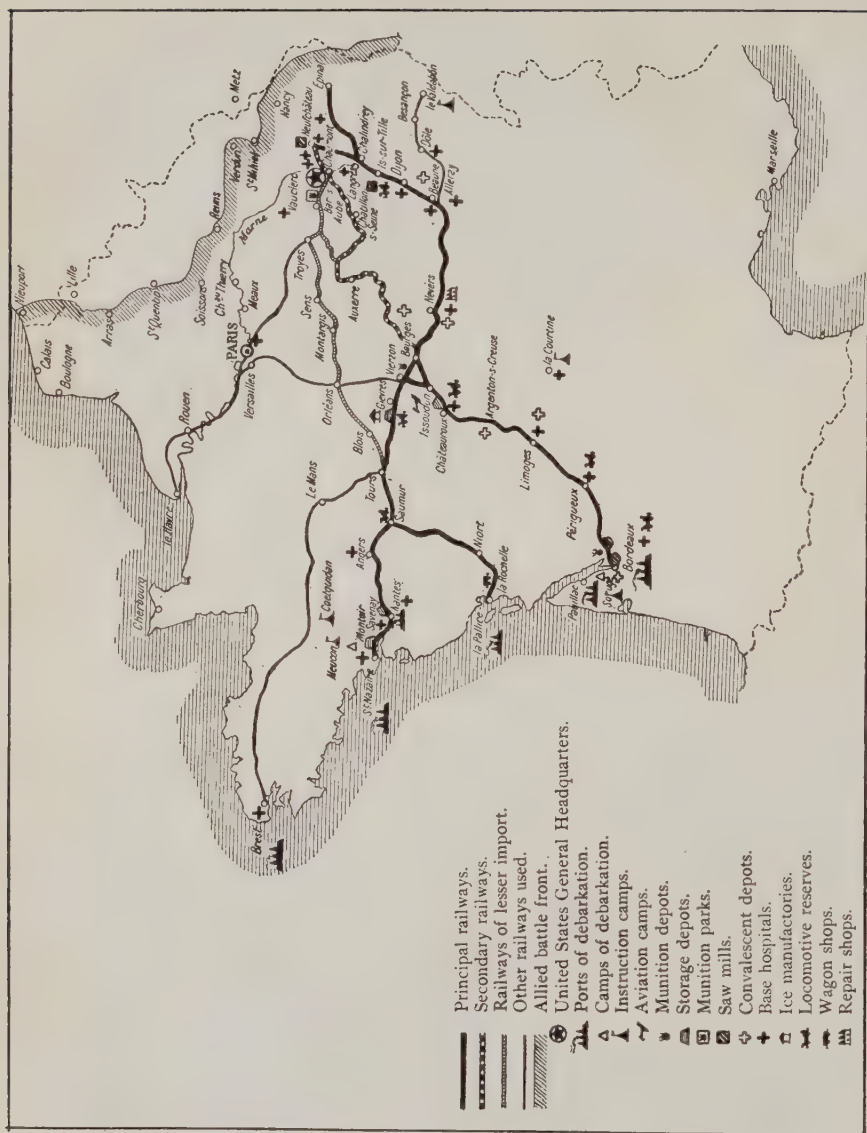 Nieuport
Calais
Boulogne
Lille
Arras
St Quentin
Soissons
Reims
Verdun
St Mihiel
Metz
Nancy
Cherbourg
le Havre
Rouen
Versailles
PARIS
Meaux
Chau Thierry
Marne
Vauclerc
Troyes
Bar s. Aube
Chaumont
Neufchâteau
Epinal
Langres
Chalindrey
Chatillon s-Seine
Is-sur-Tille
Dijon
Besançon
le Valdahon
Dôle
Beaune
Allerey
Brest
Le Mans
Coetquidan
Meucon
Montoir
Savenay
St Nazaire
Nantes
Angers
Saumur
Tours
Blois
Orléans
Montargis
Sens
Auxerre
Gièvres
Vierzon
Bourges
Nevers
Issoudun
Châteauroux
Argenton-s-Creuse
la Courtine
Limoges
Périgueux
Niort
la Rochelle
la Pallice
Pauillac
Bordeaux
Marseille
Principal railways.
Secondary railways.
Railways of lesser import.
Other railways used.
Allied battle front.
United States General Headquarters.
Ports of debarkation.
Camps of debarkation.
Instruction camps.
Aviation camps.
Munition depots.
Storage depots.
Munition parks.
Saw mills.
Convalescent depots.
Base hospitals.
Ice manufactories.
Locomotive reserves.
Wagon shops.
Repair shops.